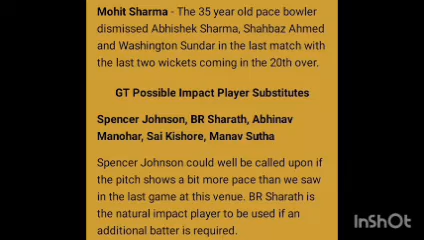 Mohit Sharma - The 35 year old pace bowler
dismissed Abhishek Sharma, Shahbaz Ahmed
and Washington Sundar in the last match with
the last two wickets coming in the 20th over.
GT Possible Impact Player Substitutes
Spencer Johnson, BR Sharath, Abhinav
Manohar, Sai Kishore, Manav Sutha
Spencer Johnson could well be called upon if
the pitch shows a bit more pace than we saw
in the last game at this venue. BR Sharath is
the natural impact player to be used if an
additional batter is required.
InShOt